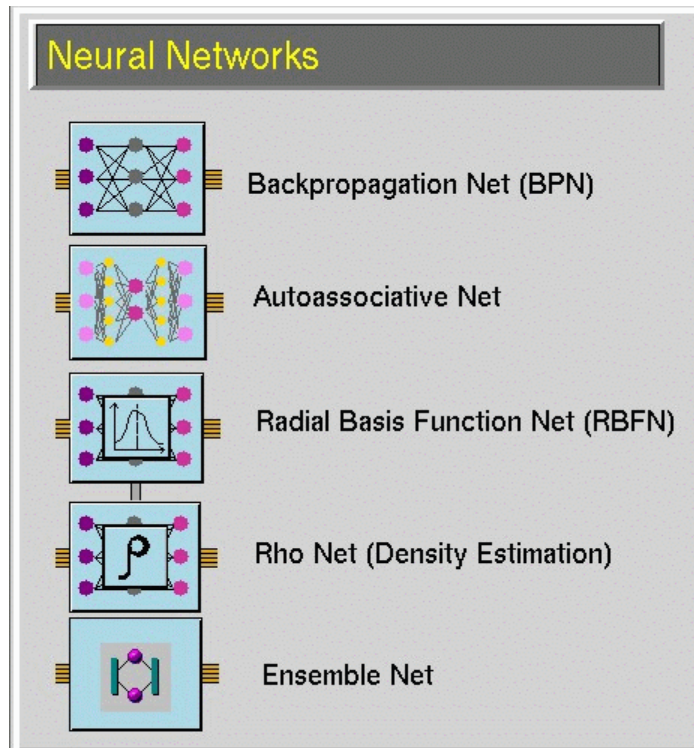 Neural Networks
Backpropagation Net (BPN)
Autoassociative Net
Radial Basis Function Net (RBFN)
Rho Net (Density Estimation)
ρ
Ensemble Net